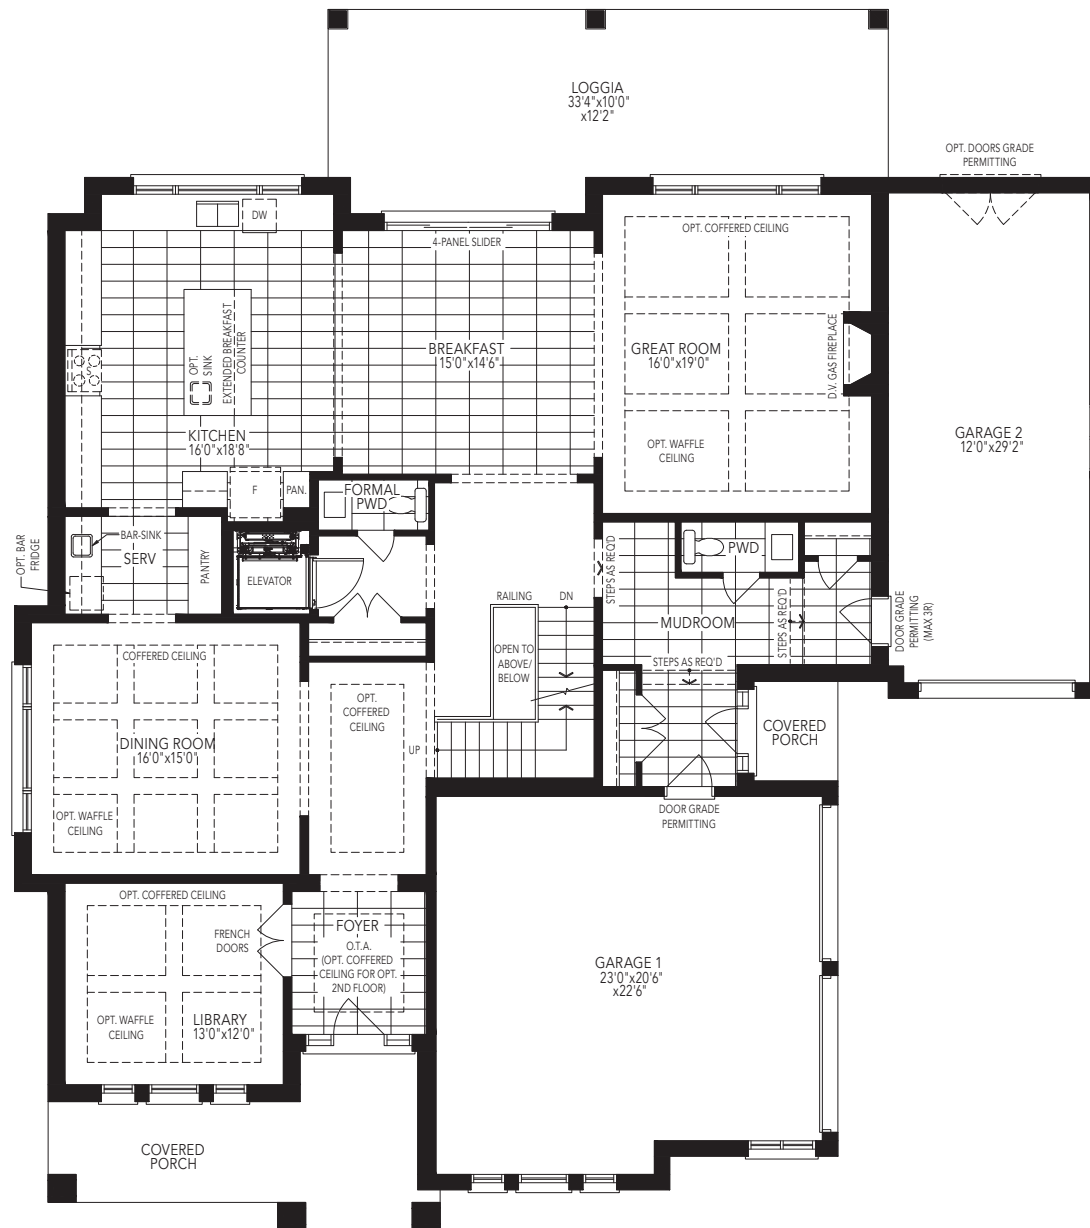 LOGGIA
33'4"x10'0"
x12'2"
OPT. DOORS GRADE
PERMITTING
DW
4-PANEL SLIDER
OPT. COFFERED CEILING
OPT.
SINK
EXTENDED BREAKFAST
COUNTER
S
BREAKFAST
15'0"x14'6"
GREAT ROOM
16'0"x19'0"
D.V. GAS FIREPLACE
KITCHEN
16'0"x18'8"
OPT. WAFFLE
CEILING
GARAGE 2
12'0"x29'2"
F
PAN.
FORMAL
PWD
OPT. BAR
FRIDGE
BAR-SINK
SERV
PANTRY
ELEVATOR
STEPS AS REQ'D
PWD
RAILING
DN
MUDROOM
STEPS AS REQ'D
DOOR GRADE
PERMITTING
(MAX 3R)
COFFERED CEILING
OPEN TO
ABOVE/
BELOW
STEPS AS REQ'D
OPT.
COFFERED
CEILING
DINING ROOM
16'0"x15'0"
UP
COVERED
PORCH
OPT. WAFFLE
CEILING
DOOR GRADE
PERMITTING
OPT. COFFERED CEILING
FRENCH
DOORS
FOYER
O.T.A.
(OPT. COFFERED
CEILING FOR OPT.
2ND FLOOR)
GARAGE 1
23'0"x20'6"
x22'6"
OPT. WAFFLE
CEILING
LIBRARY
13'0"x12'0"
COVERED
PORCH